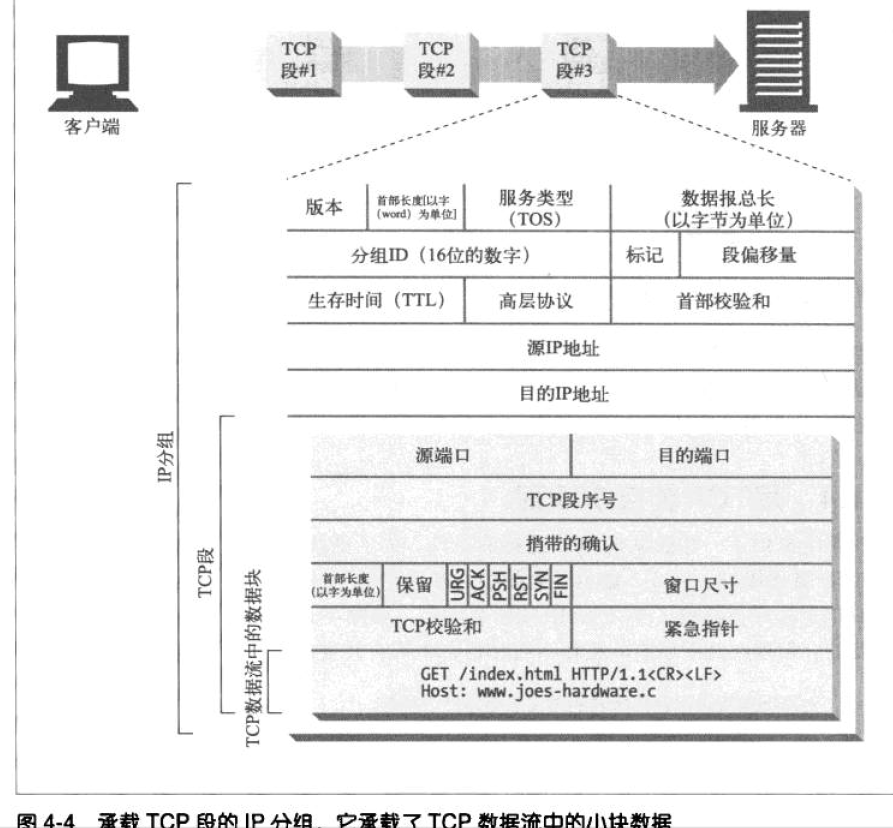 TCP
段#1
TCP
段#2
TCP
段#3
客户端
服务器
版本
首部长度[以字
(word) 为单位]
服务类型
(TOS)
数据报总长
(以字节为单位)
分组ID (16位的数字)
标记
段偏移量
生存时间 (TTL)
高层协议
首部校验和
源IP地址
目的IP地址
IP分组
TCP段
TCP数据流中的数据块
源端口
目的端口
TCP段序号
捎带的确认
首部长度
(以字为单位)
保留
URG
ACK
PSH
RST
SYN
FIN
窗口尺寸
TCP校验和
紧急指针
GET /index.html HTTP/1.1<CR><LF>
Host: www.joes-hardware.c
图 4-4 承载 TCP 段的 IP 分组，它承载了 TCP 数据流中的小块数据